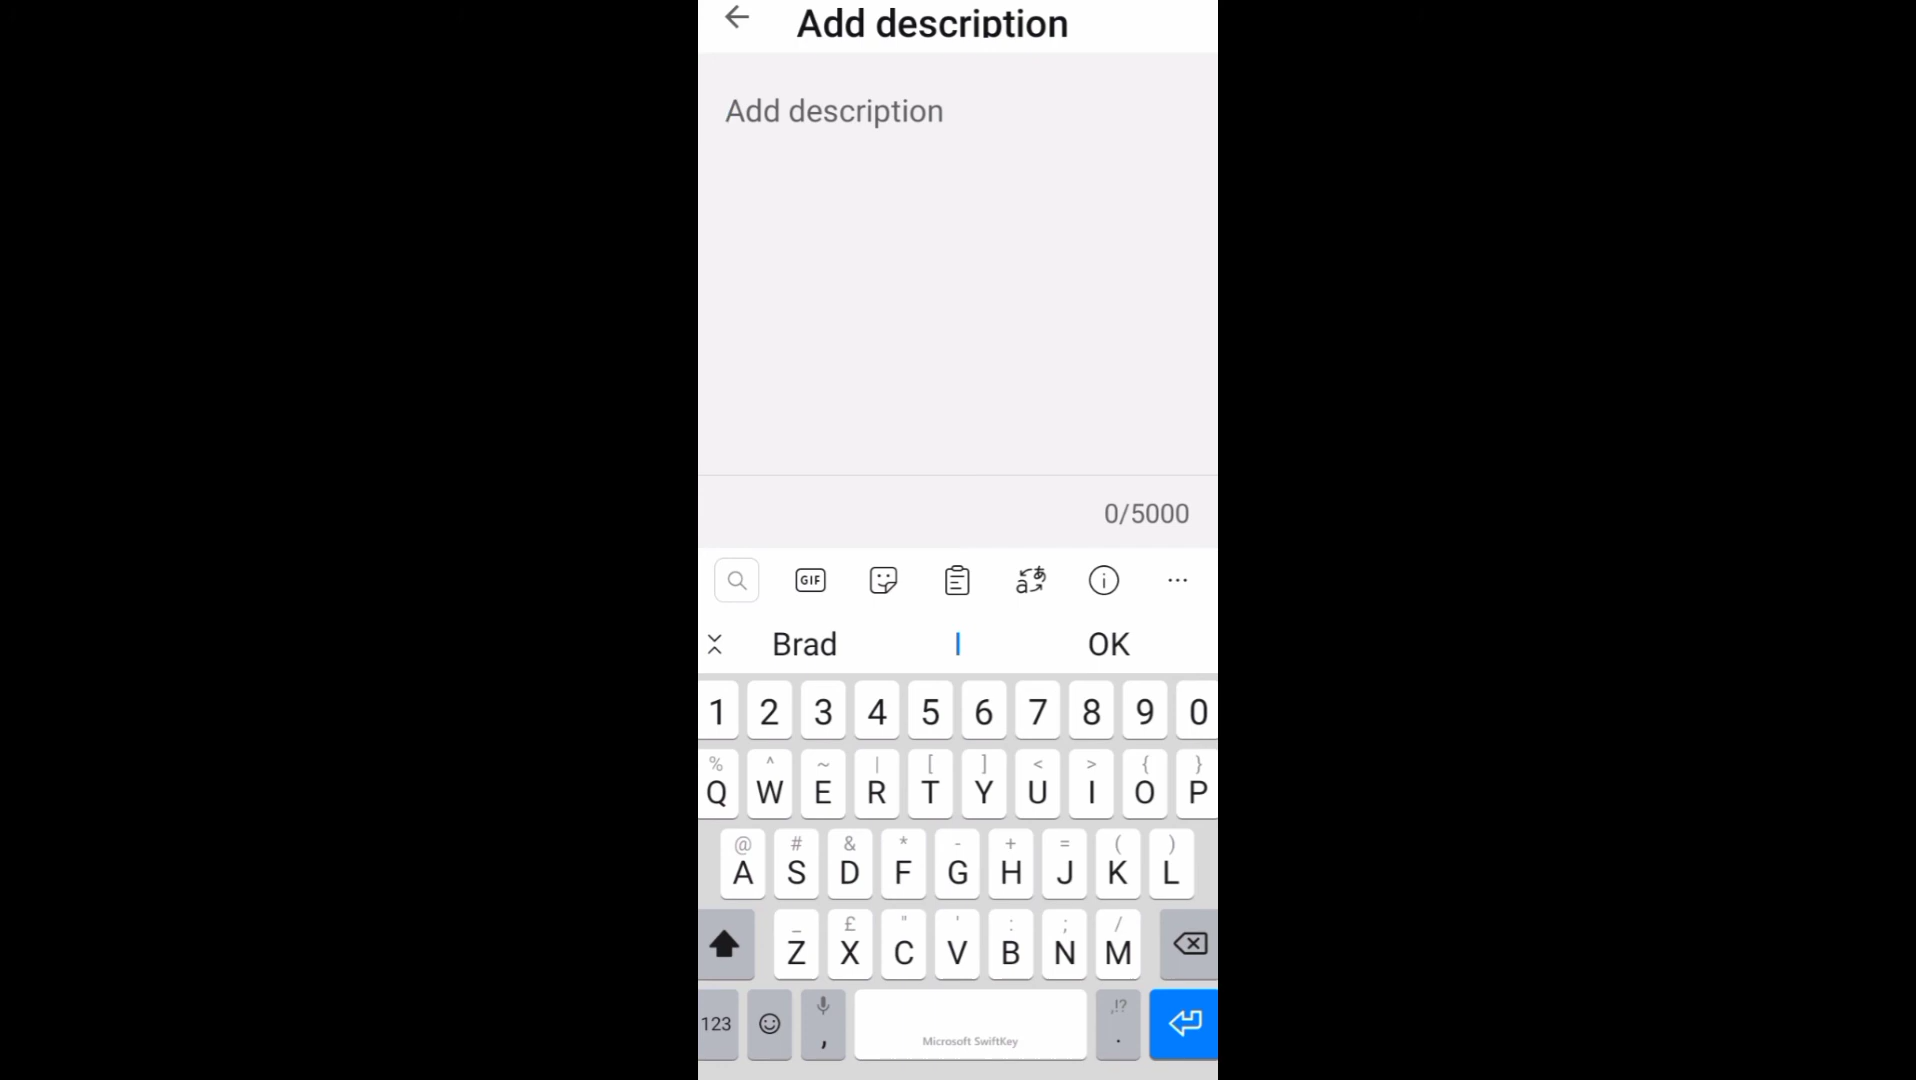 Add description
Add description
0/5000
GIF
Brad I OK
1 2 3 4 5 6 7 8 9 0
% ^ ~ | [ ] < > { }
Q W E R T Y U I O P
@ # & * - + = ( )
A S D F G H J K L
_ £ " ' : ; /
Z X C V B N M
123 , Microsoft SwiftKey ,!? .